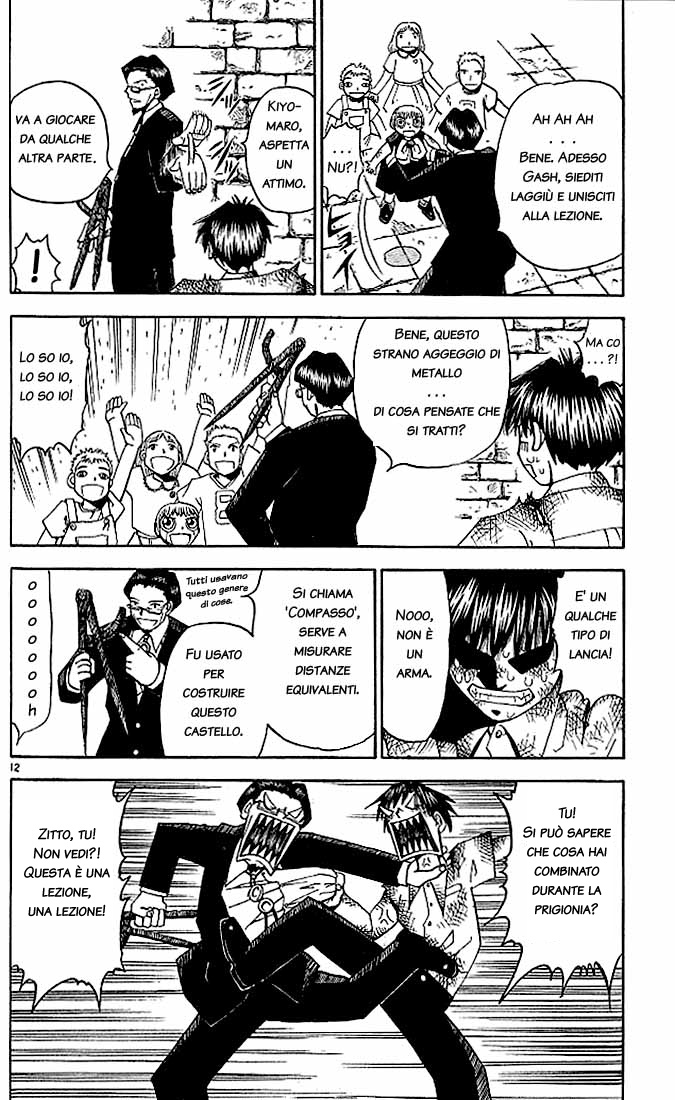 AH AH AH
. . .
BENE. ADESSO
GASH, SIEDITI
LAGGIÙ E UNISCITI
ALLA LEZIONE.
. . .
NU?!
KIYO-
MARO,
ASPETTA
UN
ATTIMO.
VA A GIOCARE
DA QUALCHE
ALTRA PARTE.
!
MA CO
. . .?!
BENE, QUESTO
STRANO AGGEGGIO DI
METALLO
. . .
DI COSA PENSATE CHE
SI TRATTI?
LO SO IO,
LO SO IO,
LO SO IO!
E' UN
QUALCHE
TIPO DI
LANCIA!
NOOO,
NON È
UN
ARMA.
SI CHIAMA
'COMPASSO',
SERVE A
MISURARE
DISTANZE
EQUIVALENTI.
FU USATO
PER
COSTRUIRE
QUESTO
CASTELLO.
Tutti usavano
questo genere
di cose.
o
o
o
o
o
o
o
h
12
TU!
SI PUÒ SAPERE
CHE COSA HAI
COMBINATO
DURANTE LA
PRIGIONIA?
ZITTO, TU!
NON VEDI?!
QUESTA È UNA
LEZIONE,
UNA LEZIONE!